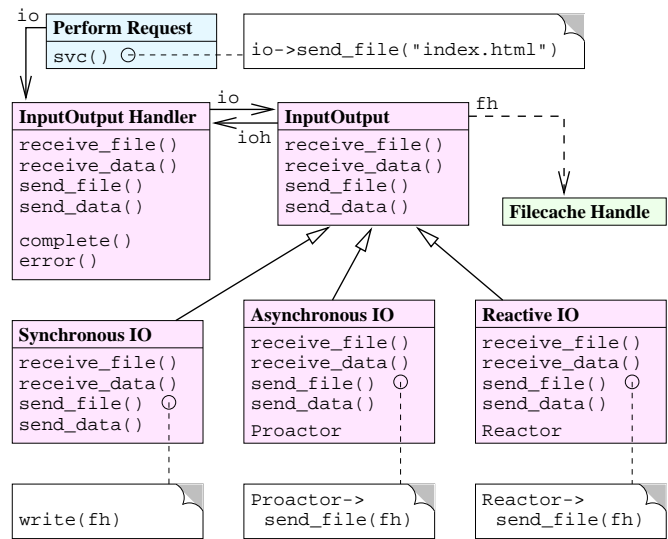 io
Perform Request
svc()
io->send_file("index.html")
InputOutput Handler
receive_file()
receive_data()
send_file()
send_data()
complete()
error()
io
ioh
InputOutput
receive_file()
receive_data()
send_file()
send_data()
fh
Filecache Handle
Synchronous IO
receive_file()
receive_data()
send_file()
send_data()
Asynchronous IO
receive_file()
receive_data()
send_file()
send_data()
Proactor
Reactive IO
receive_file()
receive_data()
send_file()
send_data()
Reactor
write(fh)
Proactor->
send_file(fh)
Reactor->
send_file(fh)